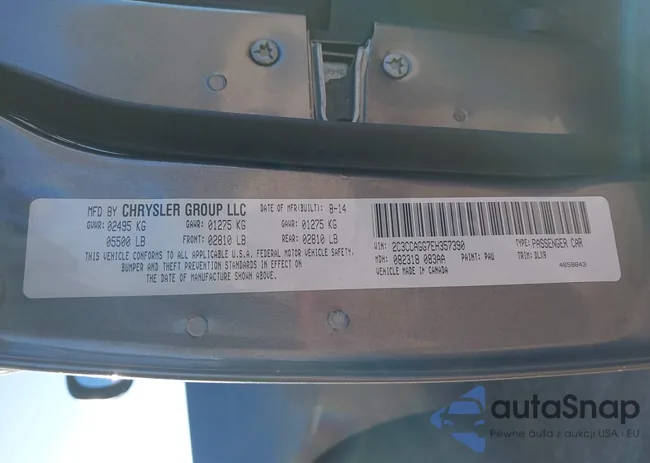 MFD BY CHRYSLER GROUP LLC DATE OF MFR(BUILT): 8-14
GVWR: 02495 KG GAWR: 01275 KG GAWR: 01275 KG
05500 LB FRONT: 02810 LB REAR: 02810 LB
THIS VEHICLE CONFORMS TO ALL APPLICABLE U.S.A. FEDERAL MOTOR VEHICLE SAFETY,
BUMPER AND THEFT PREVENTION STANDARDS IN EFFECT ON
THE DATE OF MANUFACTURE SHOWN ABOVE.
VIN: 2C3CCAGG7EH357390 TYPE: PASSENGER CAR
MDH: 082318 083AA PAINT: PAU TRIM: DLX9
VEHICLE MADE IN CANADA 4658843
autaSnap
Pewne auta z aukcji USA i EU